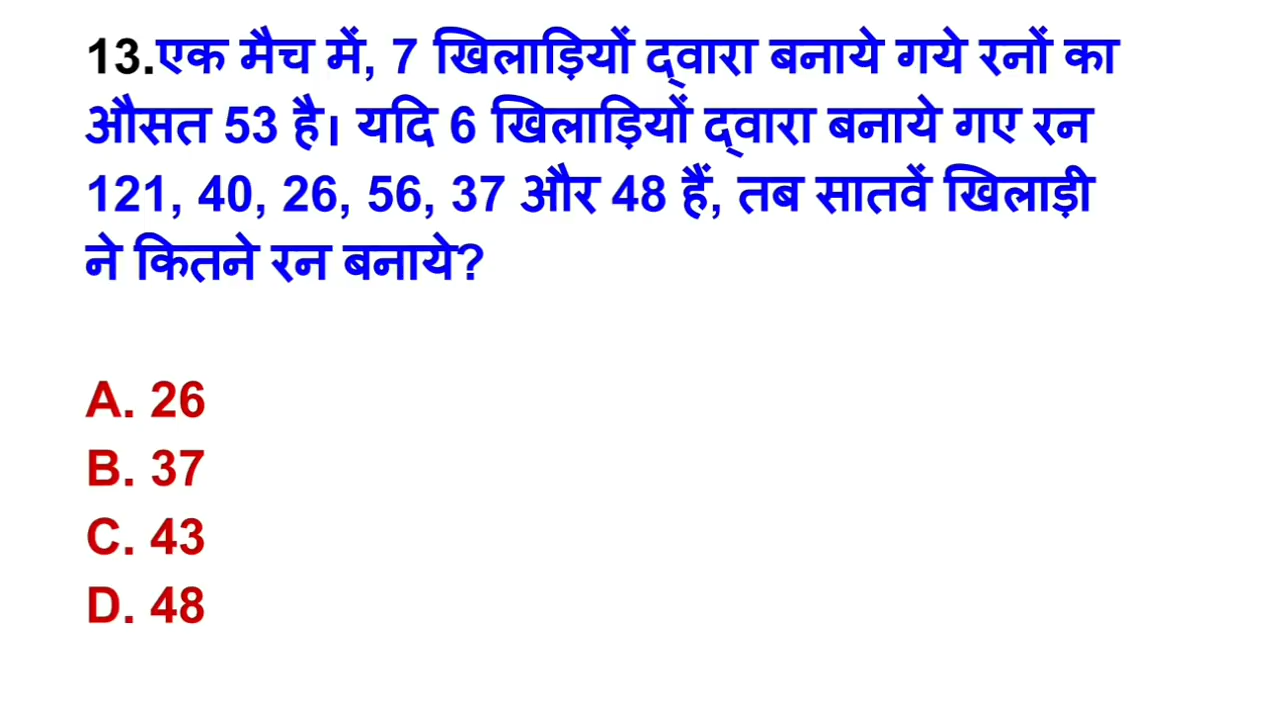 13.एक मैच में, 7 खिलाड़ियों द्वारा बनाये गये रनों का
औसत 53 है। यदि 6 खिलाड़ियों द्वारा बनाये गए रन
121, 40, 26, 56, 37 और 48 हैं, तब सातवें खिलाड़ी
ने कितने रन बनाये?
A. 26
B. 37
C. 43
D. 48